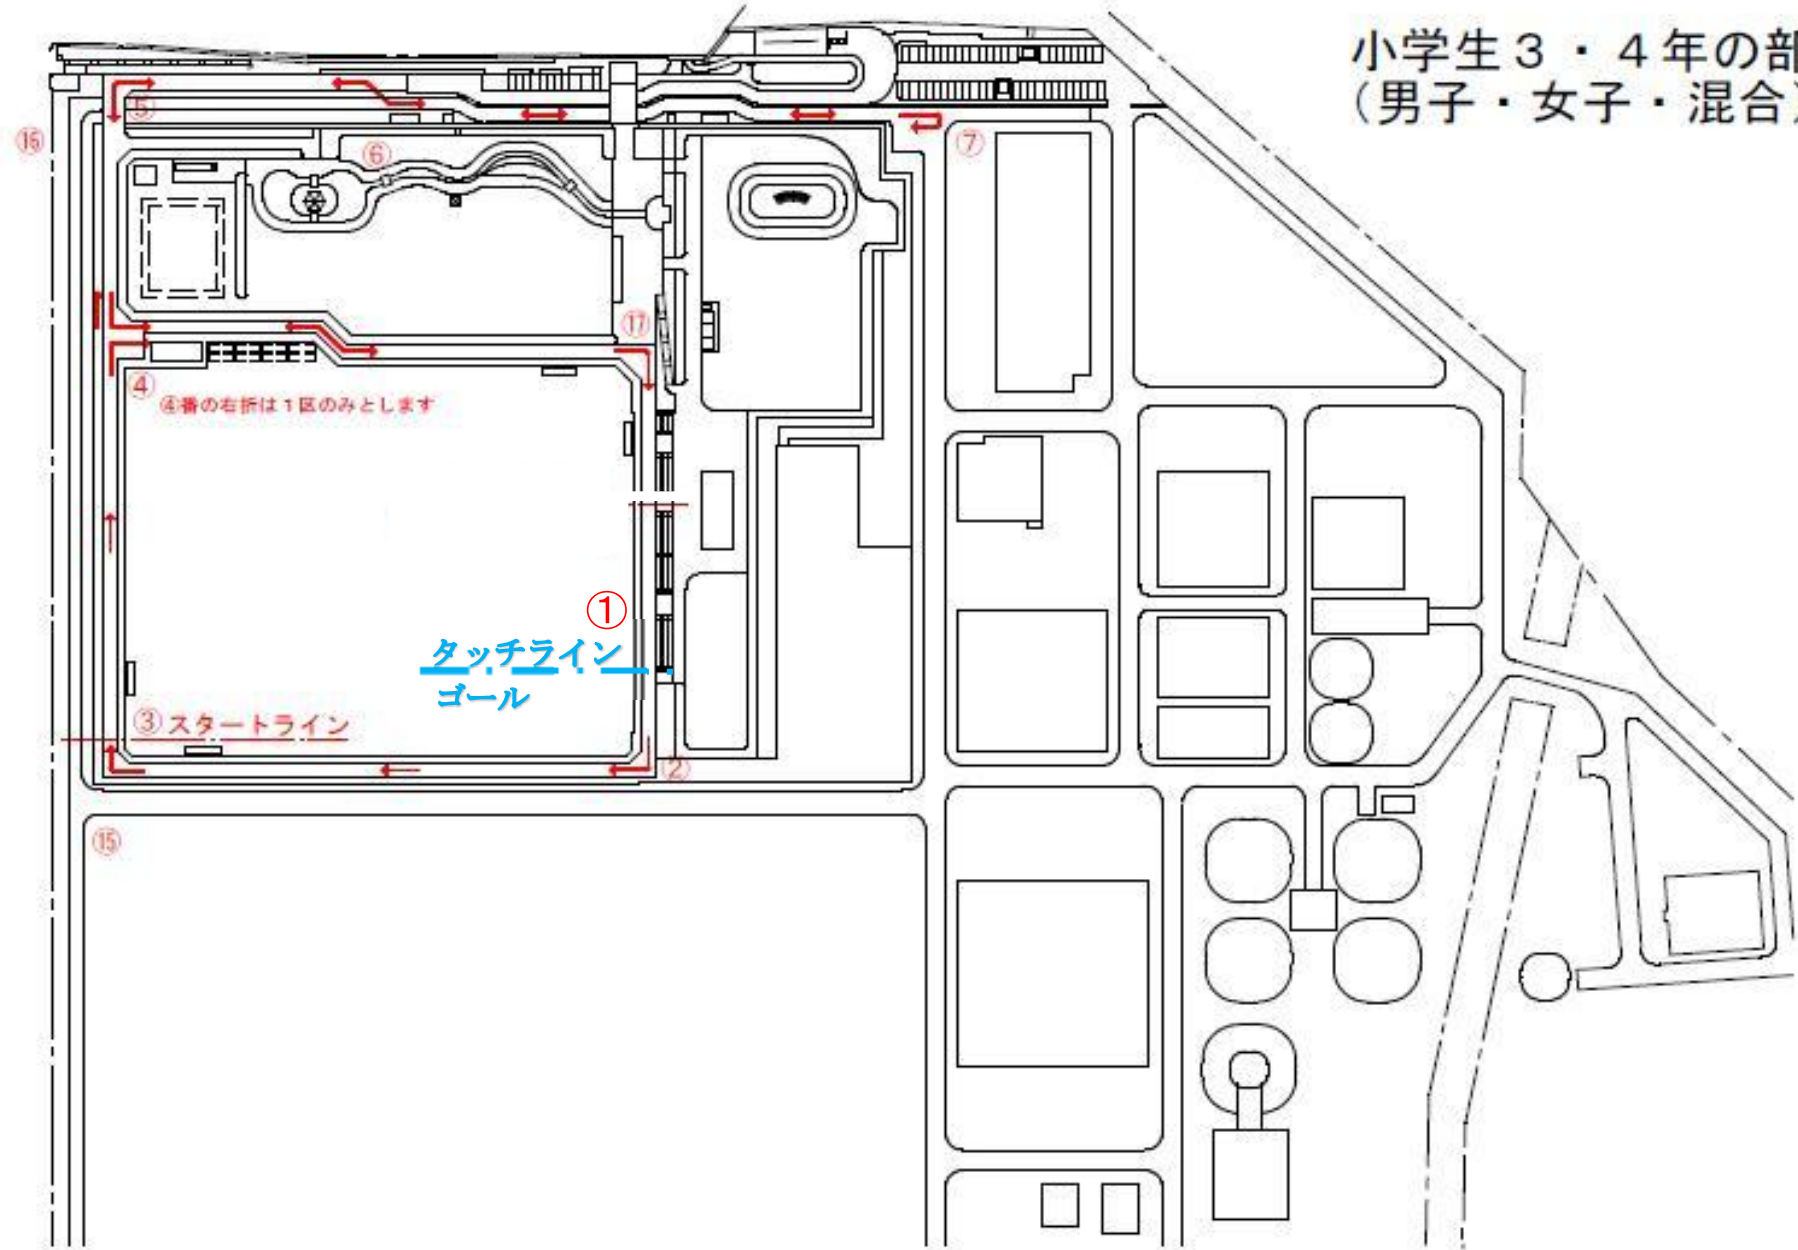 小学生３・４年の部
（男子・女子・混合）
⑤
⑯
⑥
⑦
⑰
④
④番の右折は１区のみとします
①
タッチライン
ゴール
③スタートライン
②
⑮